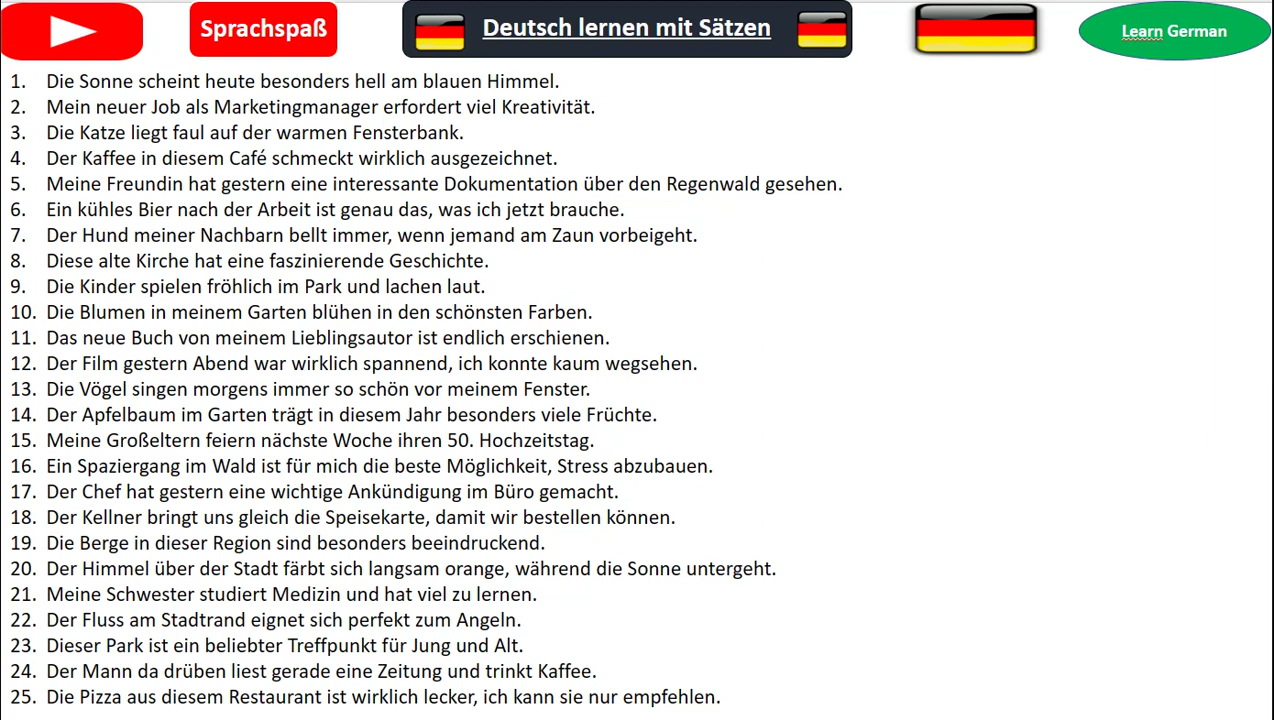 Sprachspaß
Deutsch lernen mit Sätzen
Learn German
1. Die Sonne scheint heute besonders hell am blauen Himmel.
2. Mein neuer Job als Marketingmanager erfordert viel Kreativität.
3. Die Katze liegt faul auf der warmen Fensterbank.
4. Der Kaffee in diesem Café schmeckt wirklich ausgezeichnet.
5. Meine Freundin hat gestern eine interessante Dokumentation über den Regenwald gesehen.
6. Ein kühles Bier nach der Arbeit ist genau das, was ich jetzt brauche.
7. Der Hund meiner Nachbarn bellt immer, wenn jemand am Zaun vorbeigeht.
8. Diese alte Kirche hat eine faszinierende Geschichte.
9. Die Kinder spielen fröhlich im Park und lachen laut.
10. Die Blumen in meinem Garten blühen in den schönsten Farben.
11. Das neue Buch von meinem Lieblingsautor ist endlich erschienen.
12. Der Film gestern Abend war wirklich spannend, ich konnte kaum wegsehen.
13. Die Vögel singen morgens immer so schön vor meinem Fenster.
14. Der Apfelbaum im Garten trägt in diesem Jahr besonders viele Früchte.
15. Meine Großeltern feiern nächste Woche ihren 50. Hochzeitstag.
16. Ein Spaziergang im Wald ist für mich die beste Möglichkeit, Stress abzubauen.
17. Der Chef hat gestern eine wichtige Ankündigung im Büro gemacht.
18. Der Kellner bringt uns gleich die Speisekarte, damit wir bestellen können.
19. Die Berge in dieser Region sind besonders beeindruckend.
20. Der Himmel über der Stadt färbt sich langsam orange, während die Sonne untergeht.
21. Meine Schwester studiert Medizin und hat viel zu lernen.
22. Der Fluss am Stadtrand eignet sich perfekt zum Angeln.
23. Dieser Park ist ein beliebter Treffpunkt für Jung und Alt.
24. Der Mann da drüben liest gerade eine Zeitung und trinkt Kaffee.
25. Die Pizza aus diesem Restaurant ist wirklich lecker, ich kann sie nur empfehlen.